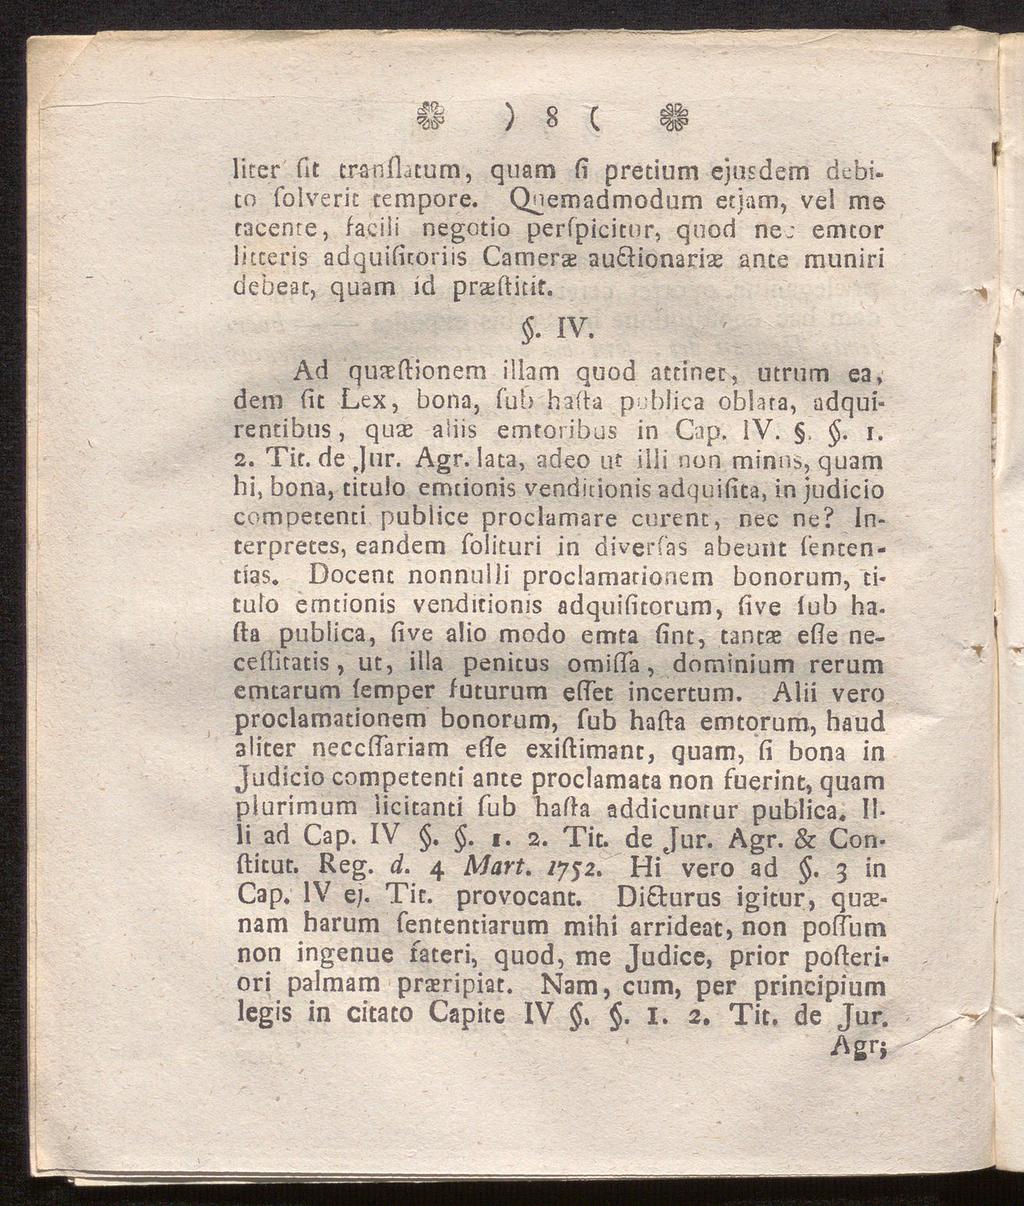 ) 8 (
liter ſit tranſlatum, quam ſi pretium ejusdem debi-
to ſolverit tempore. Quemadmodum etjam, vel me
tacente, facili negotio perſpicitur, quod nec emtor
litteris adquiſitoriis Cameræ auctionariæ ante muniri
debeat, quam id præſtitit.
§. IV.
Ad quæſtionem illam quod attinet, utrum ea,
dem ſit Lex, bona, ſub haſta publica oblata, adqui-
rentibus, quæ aliis emtoribus in Cap. IV. §. §. 1.
2. Tit. de Jur. Agr. lata, adeo ut illi non minus, quam
hi, bona, titulo emtionis venditionis adquiſita, in judicio
competenti publice proclamare curent, nec ne? In-
terpretes, eandem ſolituri in diverſas abeunt ſenten-
tias. Docent nonnulli proclamationem bonorum, ti-
tulo emtionis venditionis adquiſitorum, ſive ſub ha-
ſta publica, ſive alio modo emta ſint, tantæ eſſe ne-
ceſſitatis, ut, illa penitus omiſſa, dominium rerum
emtarum ſemper futurum eſſet incertum. Alii vero
proclamationem bonorum, ſub haſta emtorum, haud
aliter neceſſariam eſſe exiſtimant, quam, ſi bona in
Judicio competenti ante proclamata non fuerint, quam
plurimum licitanti ſub haſta addicuntur publica. Il-
li ad Cap. IV §. §. 1. 2. Tit. de Jur. Agr. & Con-
ſtitut. Reg. d. 4 Mart. 1752. Hi vero ad §. 3 in
Cap. IV ej. Tit. provocant. Dicturus igitur, quæ-
nam harum ſententiarum mihi arrideat, non poſſum
non ingenue fateri, quod, me Judice, prior poſteri-
ori palmam præripiat. Nam, cum, per principium
legis in citato Capite IV §. §. 1. 2. Tit. de Jur.
Agr;